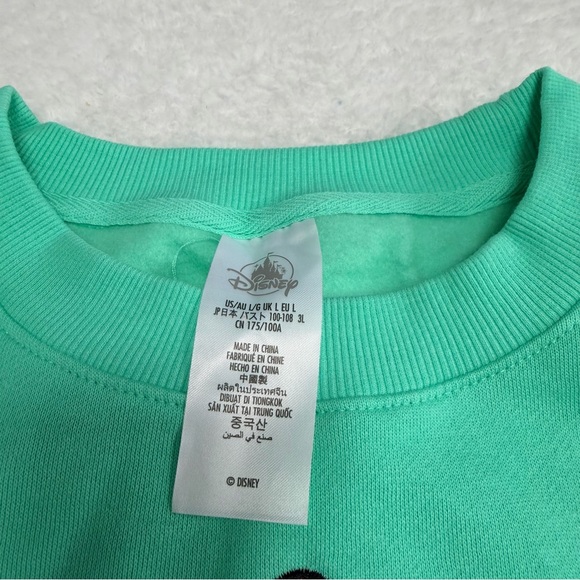 Disney
US/AU L/G UK L EU L
JP日本 バスト 100-108 3L
CN 175/100A
MADE IN CHINA
FABRIQUÉ EN CHINE
HECHO EN CHINA
中國製
ผลิตในประเทศจีน
DIBUAT DI TIONGKOK
SẢN XUẤT TẠI TRUNG QUỐC
중국산
صنع في الصين
© DISNEY